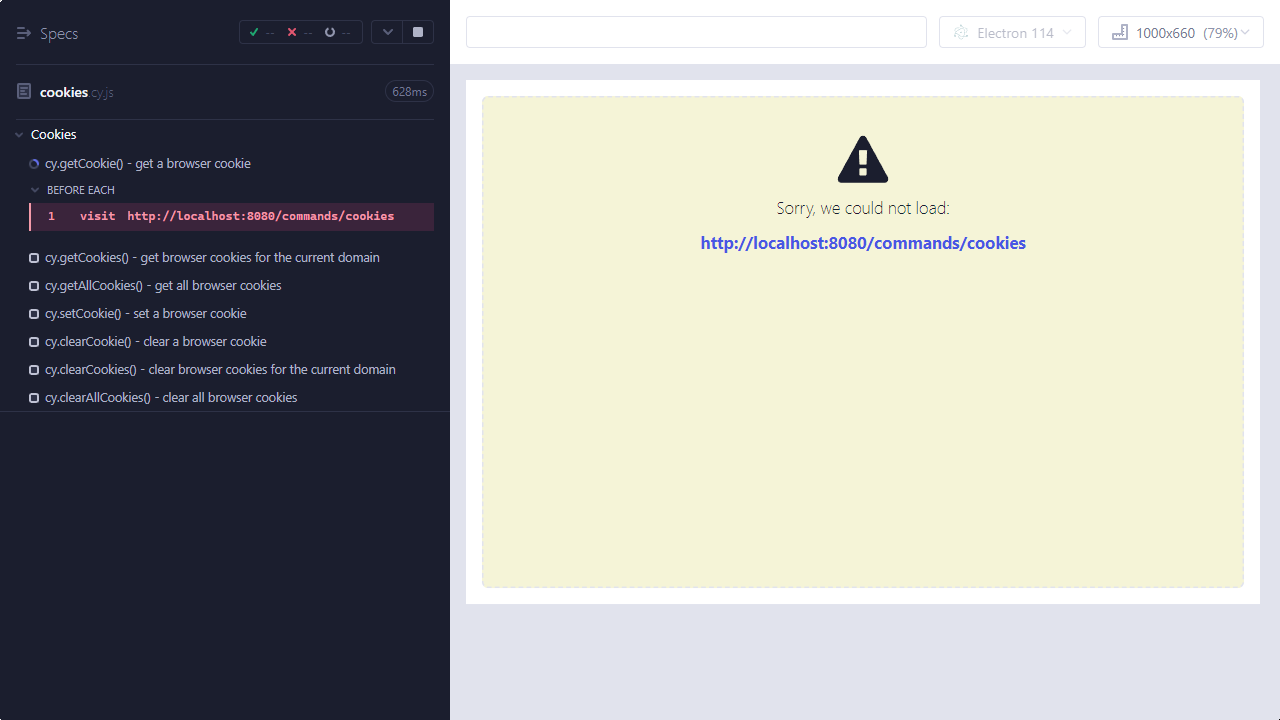 Specs
--
--
--
cookies.cy.js
628ms
Cookies
cy.getCookie() - get a browser cookie
BEFORE EACH
1 visit http://localhost:8080/commands/cookies
cy.getCookies() - get browser cookies for the current domain
cy.getAllCookies() - get all browser cookies
cy.setCookie() - set a browser cookie
cy.clearCookie() - clear a browser cookie
cy.clearCookies() - clear browser cookies for the current domain
cy.clearAllCookies() - clear all browser cookies
Electron 114
1000x660 (79%)
Sorry, we could not load:
http://localhost:8080/commands/cookies